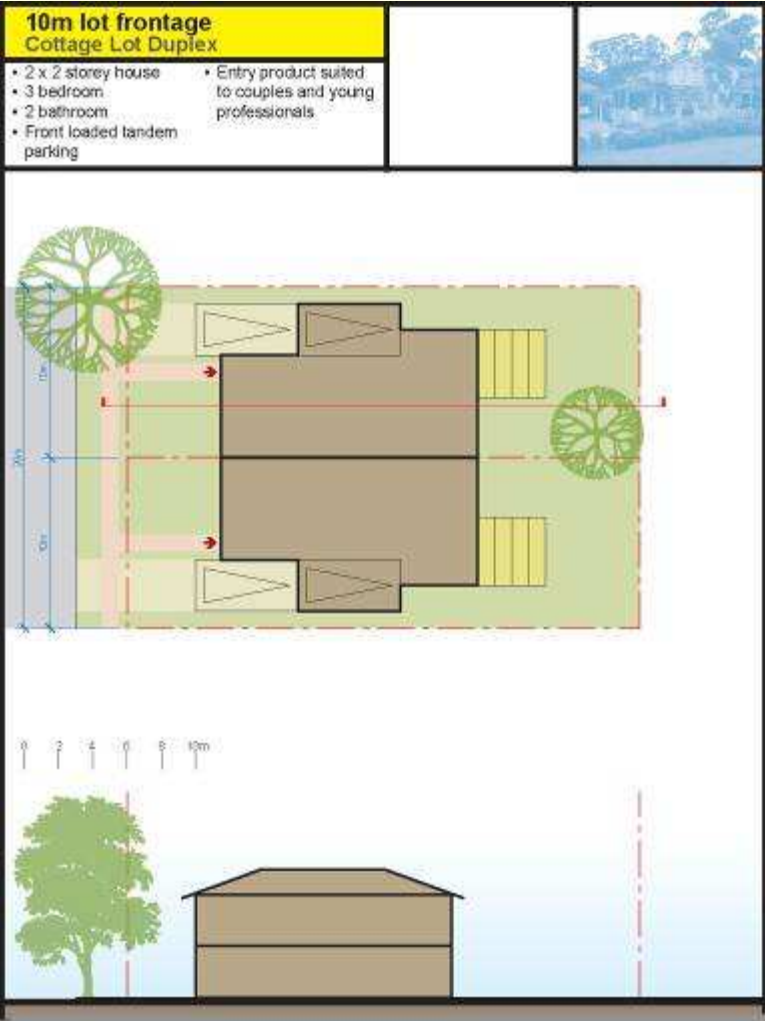 10m lot frontage
Cottage Lot Duplex
• 2 x 2 storey house
• 3 bedroom
• 2 bathroom
• Front loaded tandem
parking
• Entry product suited
to couples and young
professionals
0 2 4 6 8 10m